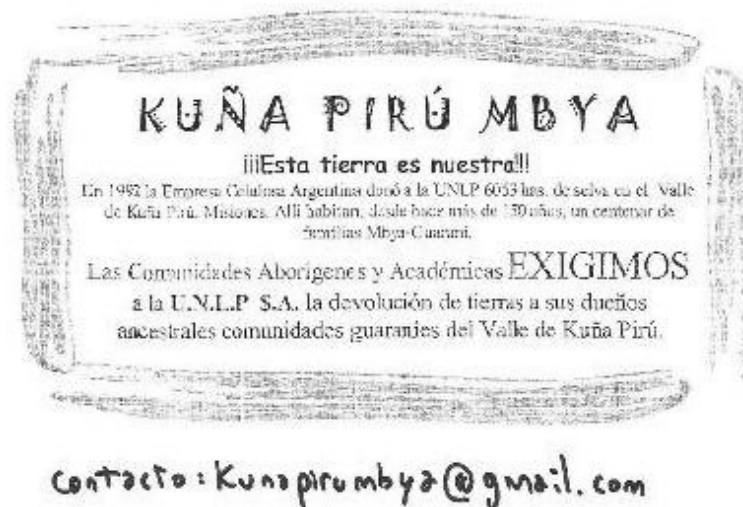 KUÑA PIRÚ MBYA
¡¡¡Esta tierra es nuestra!!!
En 1992 la Empresa Celulosa Argentina donó a la UNLP 6053 has. de selva en el Valle
de Kuña Pirú, Misiones. Allí habitan, desde hace más de 150 años, un centenar de
familias Mbya-Guaraní.
Las Comunidades Aborígenes y Académicas EXIGIMOS
a la U.N.L.P S.A. la devolución de tierras a sus dueños
ancestrales comunidades guaraníes del Valle de Kuña Pirú.
contacto: Kunapirumbya@gmail.com